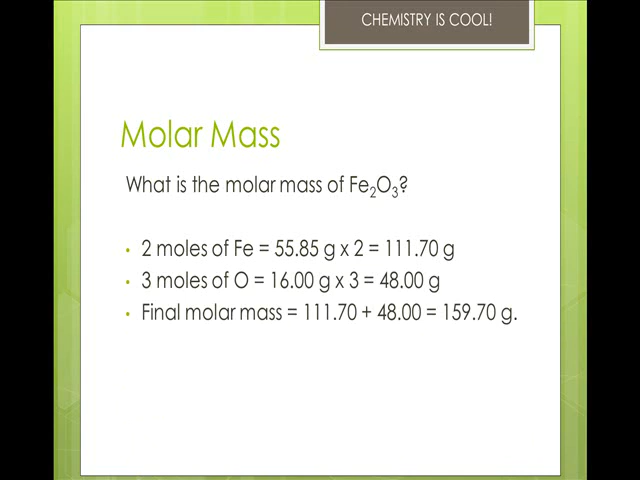 CHEMISTRY IS COOL!
Molar Mass
What is the molar mass of Fe₂O₃?
• 2 moles of Fe = 55.85 g x 2 = 111.70 g
• 3 moles of O = 16.00 g x 3 = 48.00 g
• Final molar mass = 111.70 + 48.00 = 159.70 g.